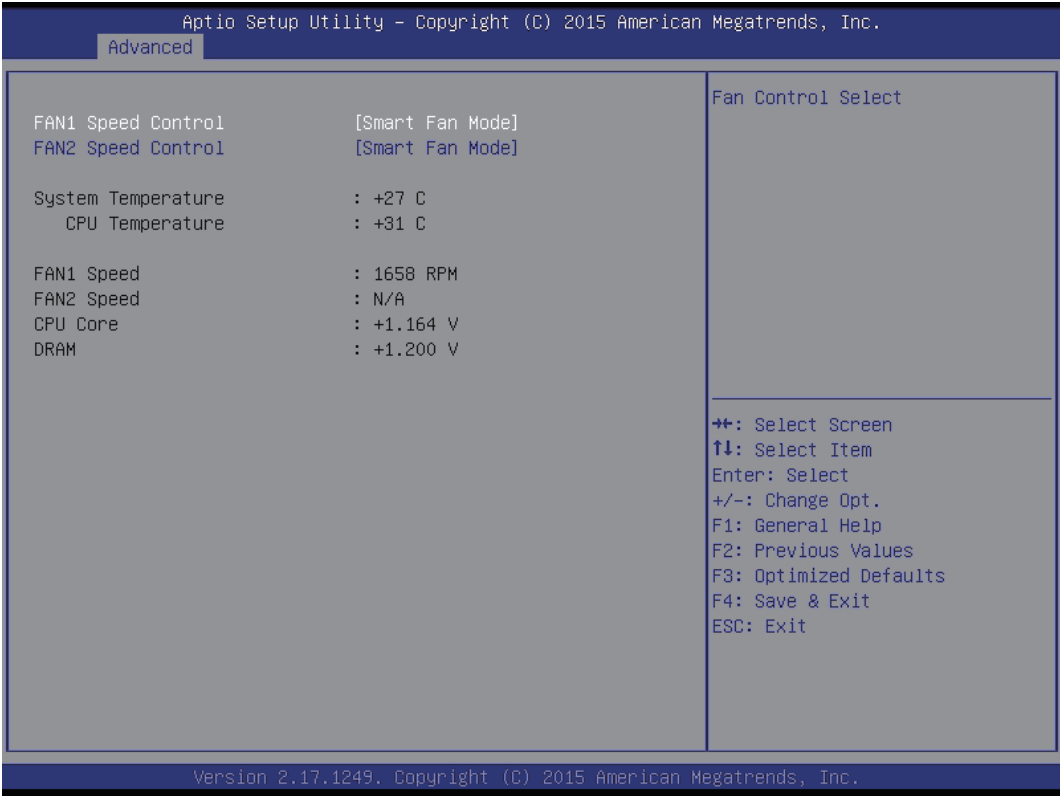 Aptio Setup Utility – Copyright (C) 2015 American Megatrends, Inc.
Advanced
FAN1 Speed Control [Smart Fan Mode]
FAN2 Speed Control [Smart Fan Mode]
System Temperature : +27 C
CPU Temperature : +31 C
FAN1 Speed : 1658 RPM
FAN2 Speed : N/A
CPU Core : +1.164 V
DRAM : +1.200 V
Fan Control Select
→←: Select Screen
↑↓: Select Item
Enter: Select
+/-: Change Opt.
F1: General Help
F2: Previous Values
F3: Optimized Defaults
F4: Save & Exit
ESC: Exit
Version 2.17.1249. Copyright (C) 2015 American Megatrends, Inc.